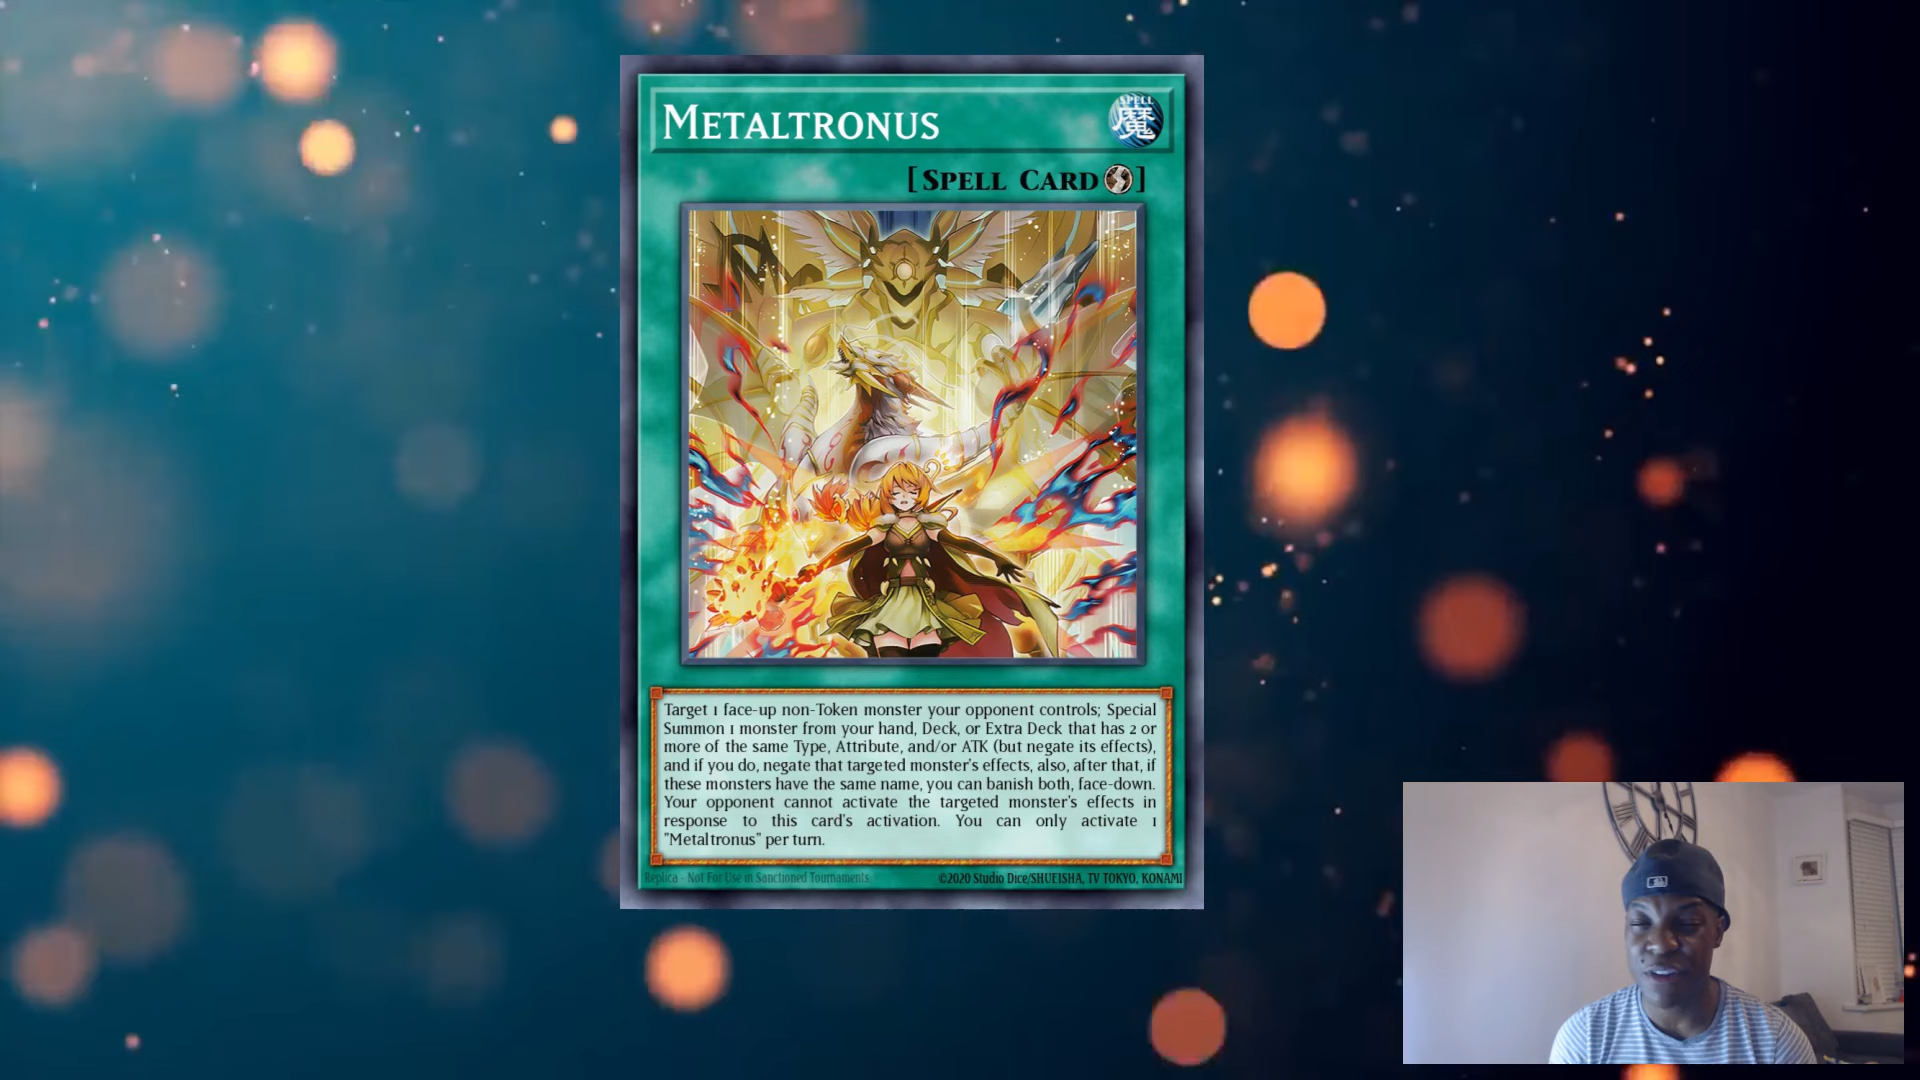 METALTRONUS
SPELL
魔
[SPELL CARD]
Target 1 face-up non-Token monster your opponent controls; Special
Summon 1 monster from your hand, Deck, or Extra Deck that has 2 or
more of the same Type, Attribute, and/or ATK (but negate its effects),
and if you do, negate that targeted monster's effects, also, after that, if
these monsters have the same name, you can banish both, face-down.
Your opponent cannot activate the targeted monster's effects in
response to this card's activation. You can only activate 1
"Metaltronus" per turn.
Replica - Not For Use in Sanctioned Tournaments
©2020 Studio Dice/SHUEISHA, TV TOKYO, KONAMI